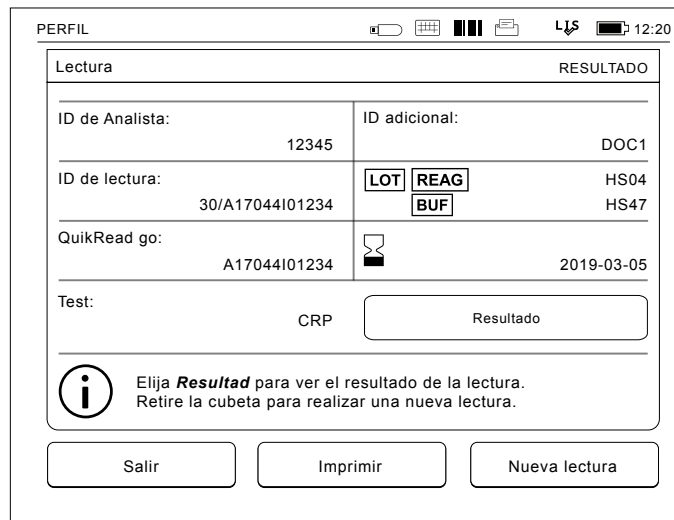 PERFIL LIS 12:20
Lectura RESULTADO
ID de Analista: ID adicional:
12345 DOC1
ID de lectura: LOT REAG HS04
30/A17044I01234 BUF HS47
QuikRead go:
A17044I01234 2019-03-05
Test:
CRP Resultado
Elija Resultad para ver el resultado de la lectura.
Retire la cubeta para realizar una nueva lectura.
Salir Imprimir Nueva lectura